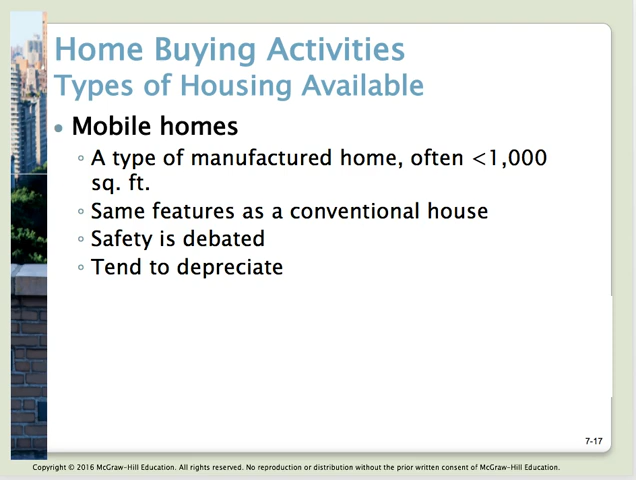 Home Buying Activities
Types of Housing Available
• Mobile homes
◦ A type of manufactured home, often <1,000
sq. ft.
◦ Same features as a conventional house
◦ Safety is debated
◦ Tend to depreciate
7-17
Copyright © 2016 McGraw-Hill Education. All rights reserved. No reproduction or distribution without the prior written consent of McGraw-Hill Education.